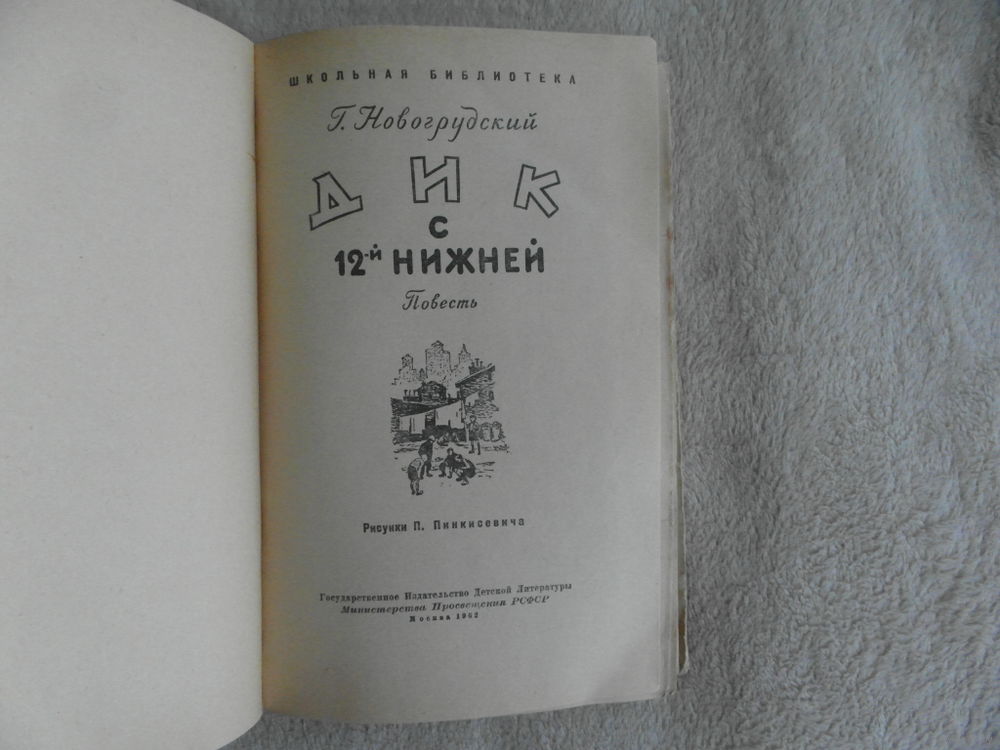 ШКОЛЬНАЯ БИБЛИОТЕКА
Г. Новогрудский
ДИК
С
12-й НИЖНЕЙ
Повесть
Рисунки П. Пинкисевича
Государственное Издательство Детской Литературы
Министерства Просвещения РСФСР
Москва 1962